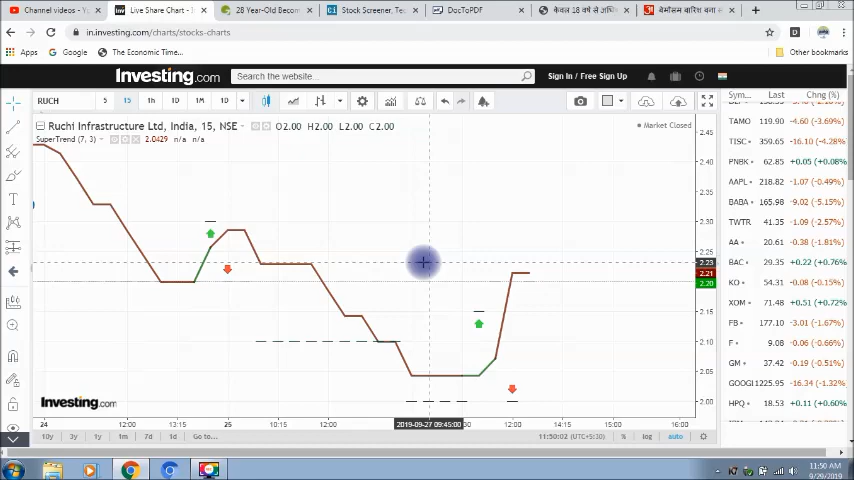 Channel videos - Y
Live Share Chart - I
28 Year-Old Becom
Stock Screener, Tec
DocToPDF
केवल 18 वर्ष से अधि
बेमौसम बारिश बना स
in.investing.com/charts/stocks-charts
Apps
TAMO
The Economic Time...
Other bookmarks
Investing.com
Search the website...
Sign In / Free Sign Up
RUCH
5
15
1h
1D
1W
1M
1D
Sym...
Last
Chng (%)
Ruchi Infrastructure Ltd, India, 15, NSE
O2.00 H2.00 L2.00 C2.00
Market Closed
SuperTrend (7, 3)
2.0429 n/a n/a
2.45
2.40
2.35
2.30
2.25
2.23
2.21
2.20
2.15
2.10
2.05
2.00
TAMO 119.90 -4.60 (-3.69%)
TISC 359.65 -16.10 (-4.28%)
PNBK 62.85 +0.05 (+0.08%)
AAPL 218.82 -1.07 (-0.49%)
BABA 165.98 -9.02 (-5.15%)
TWTR 41.35 -1.09 (-2.57%)
AA 20.61 -0.38 (-1.81%)
BAC 29.35 +0.22 (+0.76%)
KO 54.41 +0.28 (+0.51%)
XOM 71.48 +0.51 (+0.72%)
FB 177.10 -3.01 (-1.67%)
F 9.08 -0.06 (-0.66%)
GM 37.42 -0.19 (-0.51%)
GOOGL 1225.95 -16.34 (-1.32%)
HPQ 18.53 +0.11 (+0.60%)
Investing.com
24
12:00
13:15
25
12:00
2019-09-27 09:45:00
30
12:00
14:15
15:00
16:00
10y
3y
1y
1m
7d
1d
Go to...
11:50:02 (UTC+5:30)
%
log
auto
11:50 AM
9/29/2019